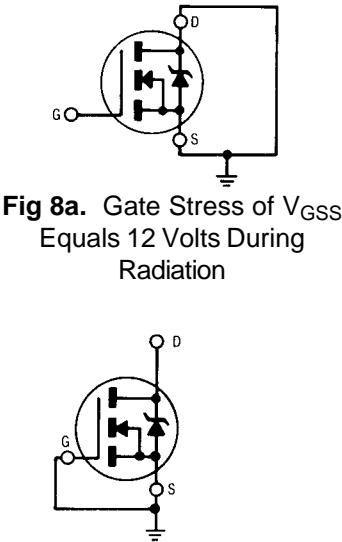 D
G
S
Fig 8a. Gate Stress of VGSS
Equals 12 Volts During
Radiation
D
G
S